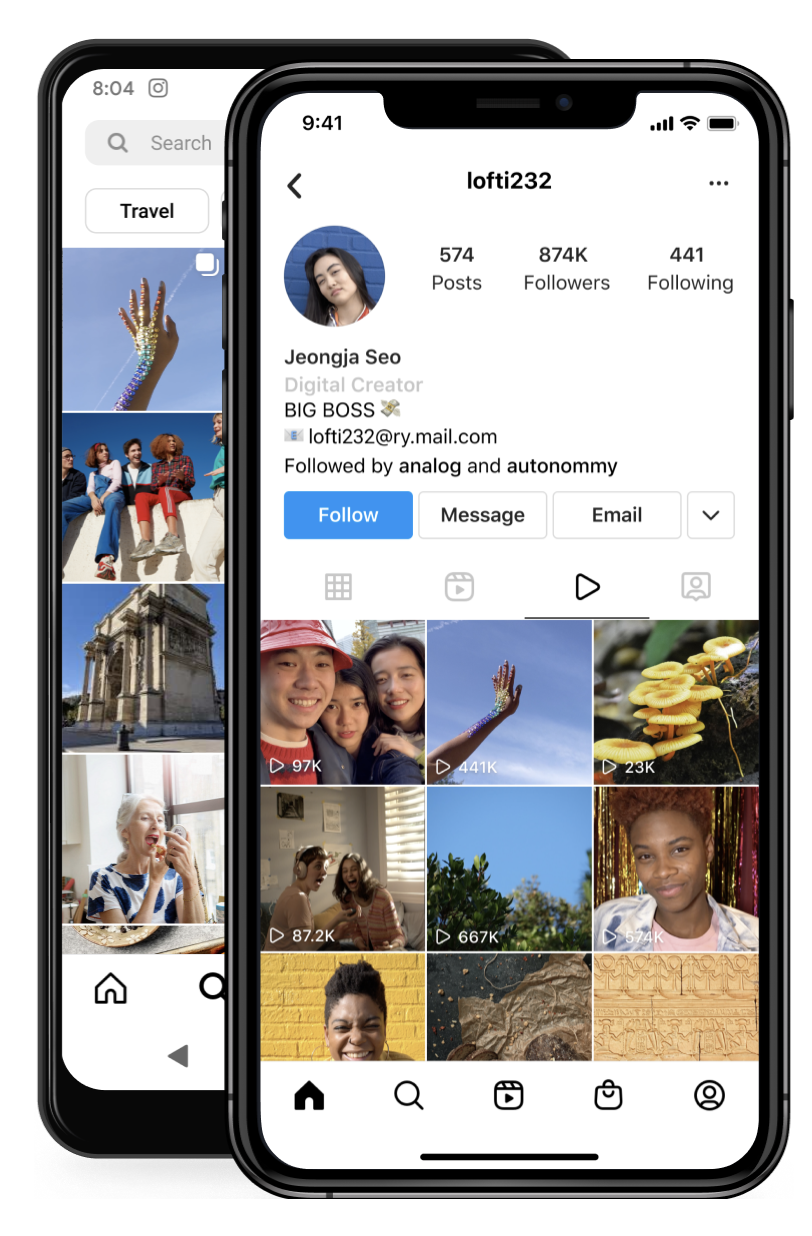 8:04
Search
Travel
9:41
lofti232
574 874K 441
Posts Followers Following
Jeongja Seo
Digital Creator
BIG BOSS 💸
📧 lofti232@ry.mail.com
Followed by analog and autonommy
Follow Message Email
97K 441K 23K
87.2K 667K 574K